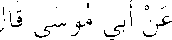 عَنْ أَبِي مُوسَى قَالَ